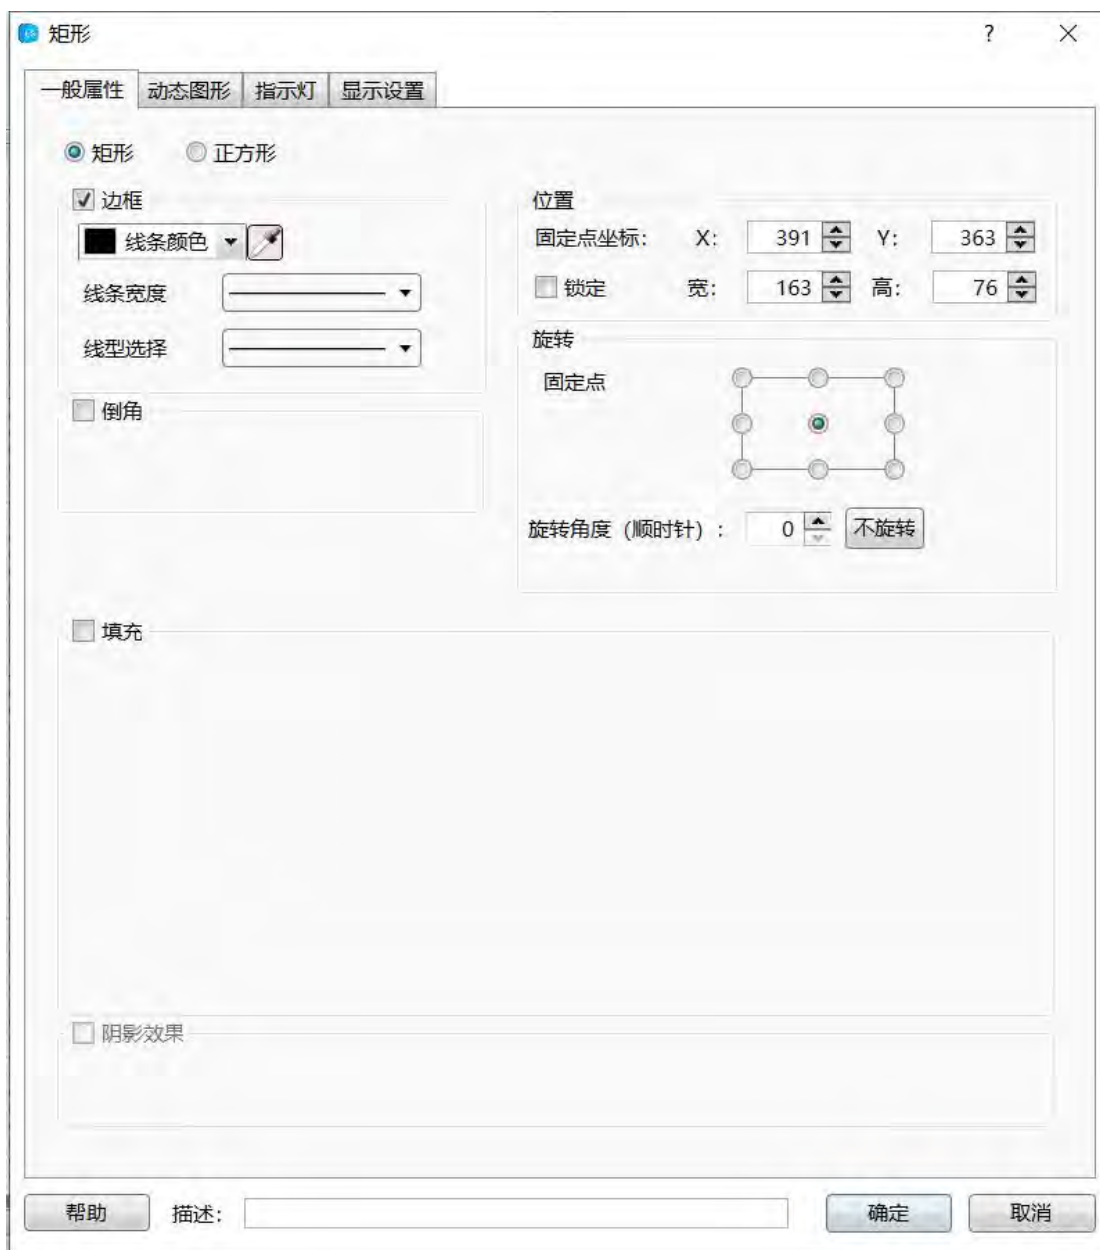 矩形 ?
一般属性 动态图形 指示灯 显示设置
矩形 正方形
边框
线条颜色
线条宽度
线型选择
倒角
位置
固定点坐标: X: 391 Y: 363
锁定 宽: 163 高: 76
旋转
固定点
旋转角度（顺时针）: 0 不旋转
填充
阴影效果
帮助 描述: 确定 取消